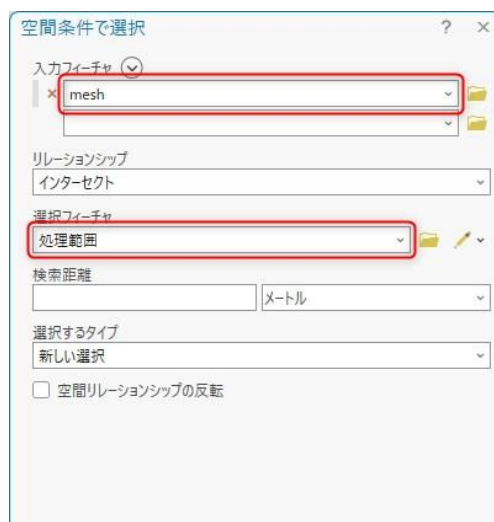 空間条件で選択
入力フィーチャ
mesh
リレーションシップ
インターセクト
選択フィーチャ
処理範囲
検索距離
メートル
選択するタイプ
新しい選択
空間リレーションシップの反転